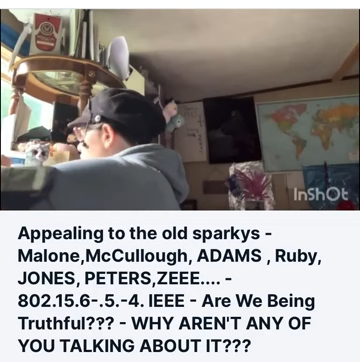 InShOt
Appealing to the old sparkys -
Malone,McCullough, ADAMS , Ruby,
JONES, PETERS,ZEEE.... -
802.15.6-.5.-4. IEEE - Are We Being
Truthful??? - WHY AREN'T ANY OF
YOU TALKING ABOUT IT???